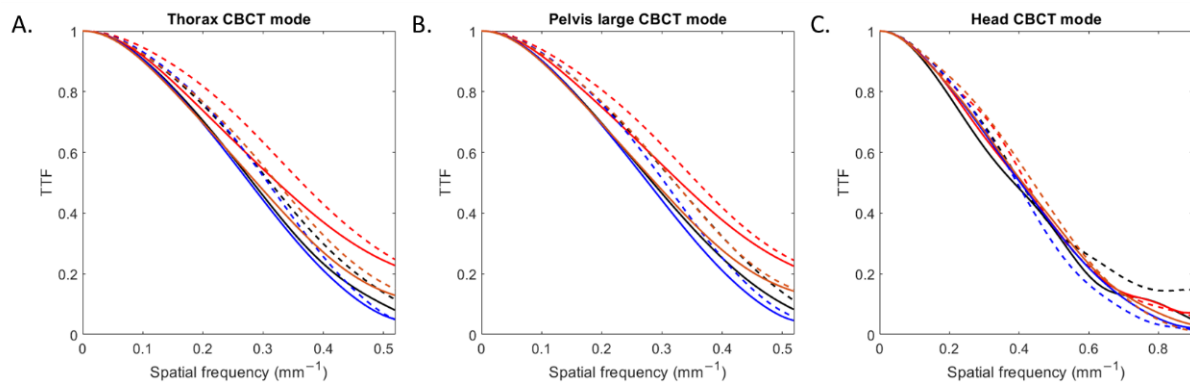 A.
Thorax CBCT mode
1
0.8
0.6
0.4
0.2
0
TTF
0 0.1 0.2 0.3 0.4 0.5
Spatial frequency (mm⁻¹)
B.
Pelvis large CBCT mode
1
0.8
0.6
0.4
0.2
0
TTF
0 0.1 0.2 0.3 0.4 0.5
Spatial frequency (mm⁻¹)
C.
Head CBCT mode
1
0.8
0.6
0.4
0.2
0
TTF
0 0.2 0.4 0.6 0.8
Spatial frequency (mm⁻¹)